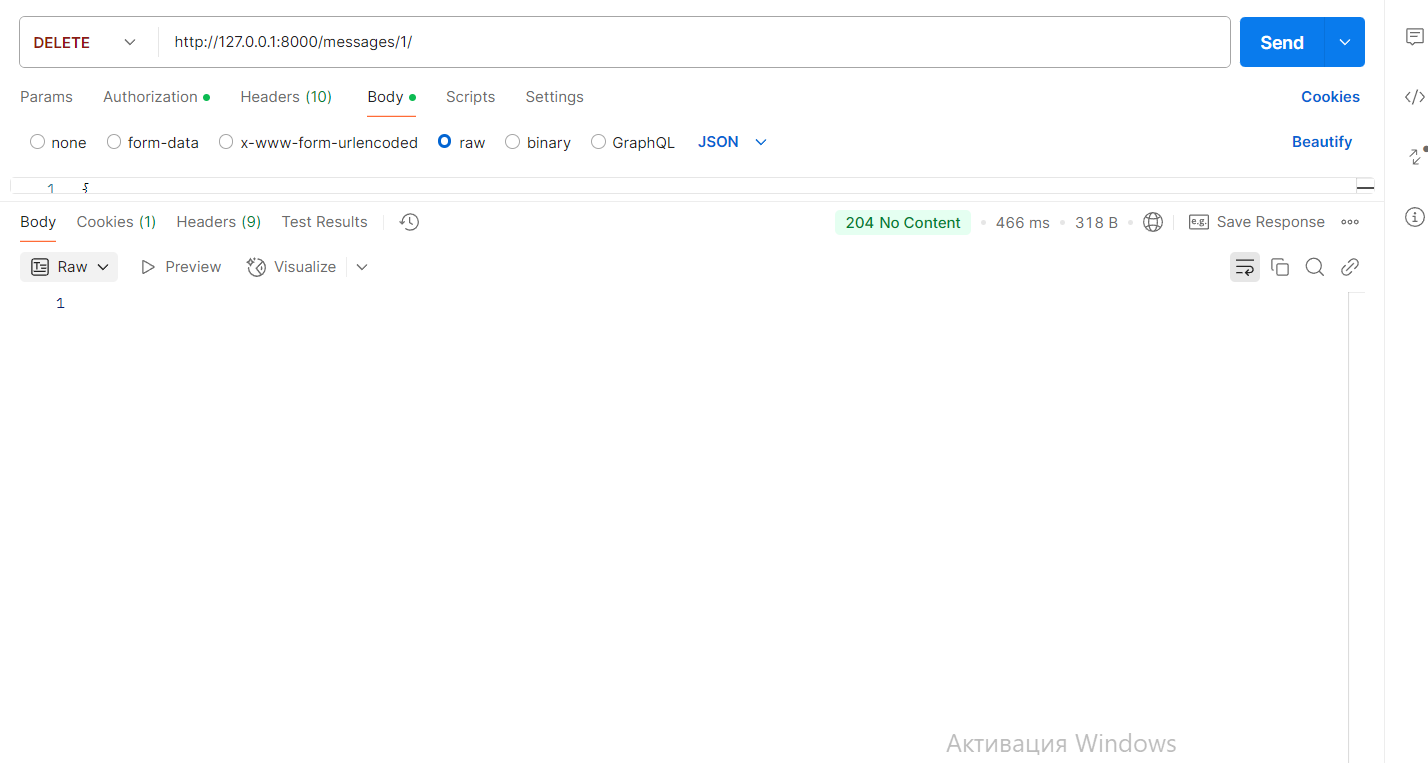 DELETE http://127.0.0.1:8000/messages/1/ Send
Params Authorization Headers (10) Body Scripts Settings Cookies
none form-data x-www-form-urlencoded raw binary GraphQL JSON Beautify
1 {
Body Cookies (1) Headers (9) Test Results 204 No Content 466 ms 318 B e.g. Save Response
Raw Preview Visualize
1
Активация Windows